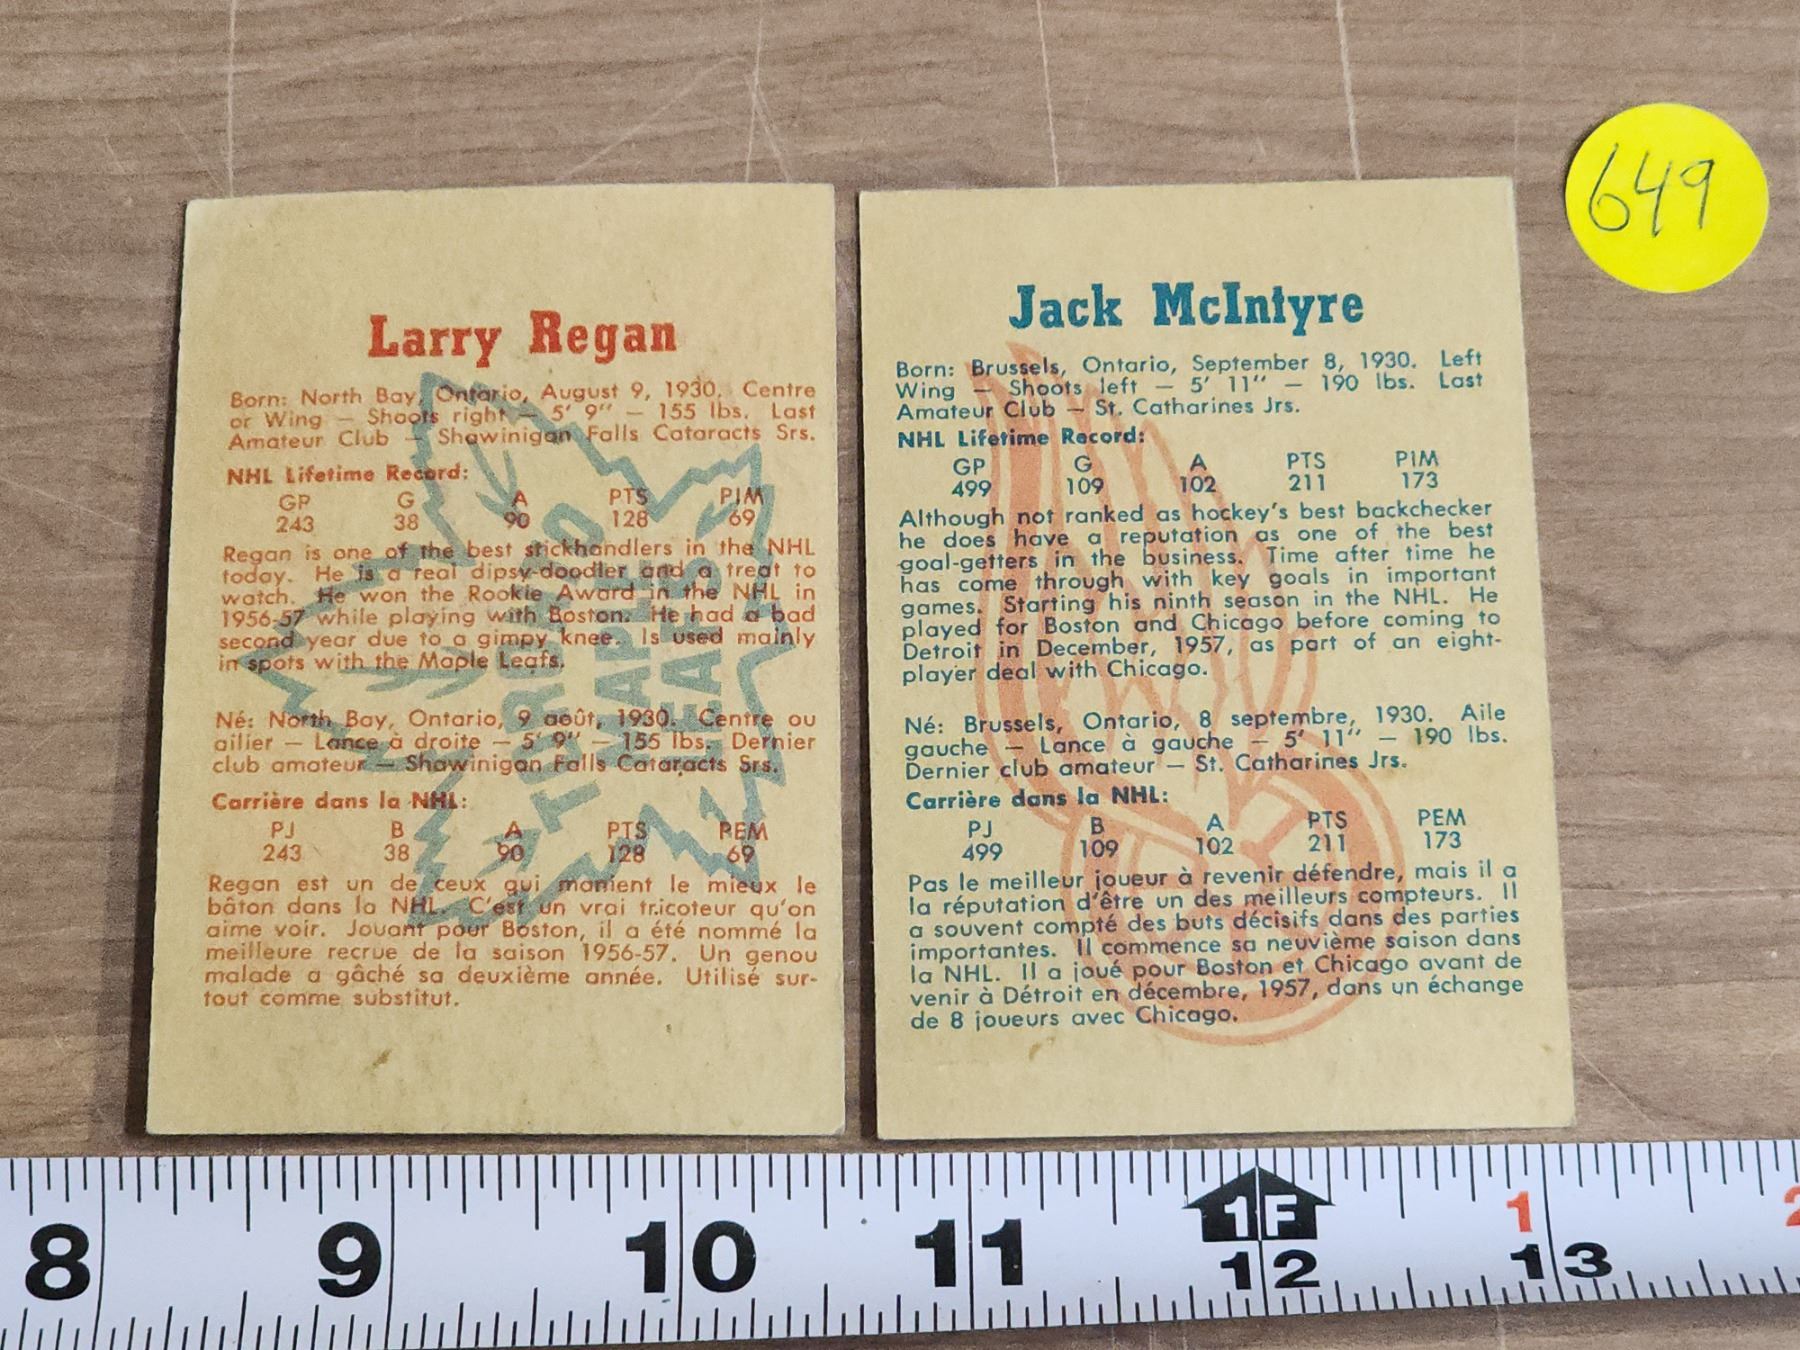 Larry Regan
Born: North Bay, Ontario, August 9, 1930. Centre
or Wing — Shoots right — 5' 9" — 155 lbs. Last
Amateur Club — Shawinigan Falls Cataracts Srs.
NHL Lifetime Record:
GP G A PTS PIM
243 38 90 128 69
Regan is one of the best stickhandlers in the NHL
today. He is a real dipsy-doodler and a treat to
watch. He won the Rookie Award in the NHL in
1956-57 while playing with Boston. He had a bad
second year due to a gimpy knee. Is used mainly
in spots with the Maple Leafs.
Né: North Bay, Ontario, 9 août, 1930. Centre ou
ailier — Lance à droite — 5' 9" — 155 lbs. Dernier
club amateur — Shawinigan Falls Cataracts Srs.
Carrière dans la NHL:
PJ B A PTS PEM
243 38 90 128 69
Regan est un de ceux qui manient le mieux le
bâton dans la NHL. C'est un vrai tricoteur qu'on
aime voir. Jouant pour Boston, il a été nommé la
meilleure recrue de la saison 1956-57. Un genou
malade a gâché sa deuxième année. Utilisé sur-
tout comme substitut.
TORONTO
MAPLE
LEAFS
Jack McIntyre
Born: Brussels, Ontario, September 8, 1930. Left
Wing — Shoots left — 5' 11" — 190 lbs. Last
Amateur Club — St. Catharines Jrs.
NHL Lifetime Record:
GP G A PTS PIM
499 109 102 211 173
Although not ranked as hockey's best backchecker
he does have a reputation as one of the best
goal-getters in the business. Time after time he
has come through with key goals in important
games. Starting his ninth season in the NHL. He
played for Boston and Chicago before coming to
Detroit in December, 1957, as part of an eight-
player deal with Chicago.
Né: Brussels, Ontario, 8 septembre, 1930. Aile
gauche — Lance à gauche — 5' 11" — 190 lbs.
Dernier club amateur — St. Catharines Jrs.
Carrière dans la NHL:
PJ B A PTS PEM
499 109 102 211 173
Pas le meilleur joueur à revenir défendre, mais il a
la réputation d'être un des meilleurs compteurs. Il
a souvent compté des buts décisifs dans des parties
importantes. Il commence sa neuvième saison dans
la NHL. Il a joué pour Boston et Chicago avant de
venir à Détroit en décembre, 1957, dans un échange
de 8 joueurs avec Chicago.
649
1F 1 2
8 9 10 11 12 13